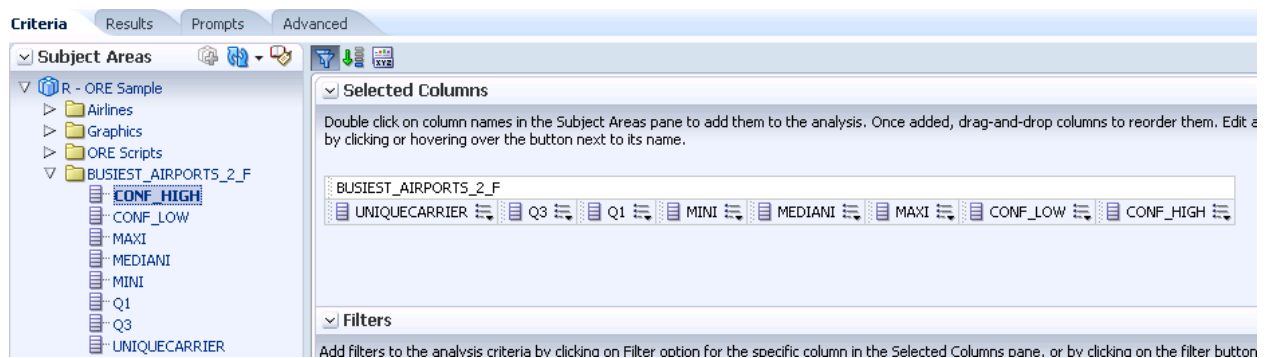 Criteria Results Prompts Advanced
Subject Areas
R - ORE Sample
Airlines
Graphics
ORE Scripts
BUSIEST_AIRPORTS_2_F
CONF_HIGH
CONF_LOW
MAXI
MEDIANI
MINI
Q1
Q3
UNIQUECARRIER
XYZ
Selected Columns
Double click on column names in the Subject Areas pane to add them to the analysis. Once added, drag-and-drop columns to reorder them. Edit a
by clicking or hovering over the button next to its name.
BUSIEST_AIRPORTS_2_F
UNIQUECARRIER Q3 Q1 MINI MEDIANI MAXI CONF_LOW CONF_HIGH
Filters
Add filters to the analysis criteria by clicking on Filter option for the specific column in the Selected Columns pane, or by clicking on the filter button